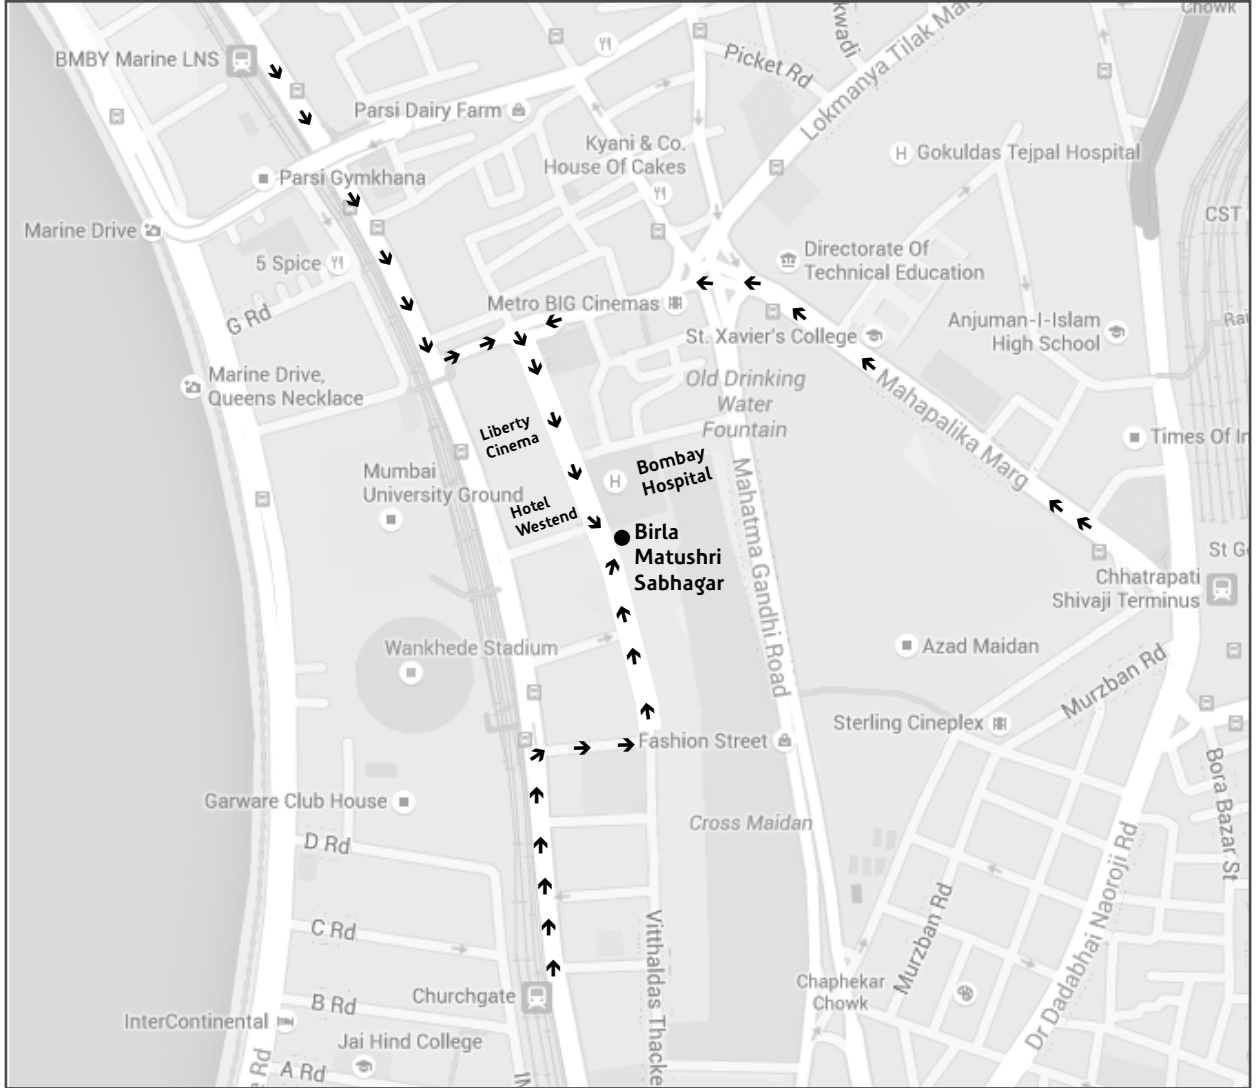 Chowk
BMBY Marine LNS
kwadi
Lokmanya Tilak Marg
Picket Rd
Parsi Dairy Farm
Kyani & Co.
House Of Cakes
H Gokuldas Tejpal Hospital
Parsi Gymkhana
Marine Drive
CST
5 Spice
Directorate Of
Technical Education
G Rd
Metro BIG Cinemas
St. Xavier's College
Anjuman-I-Islam
High School
Rai
Marine Drive,
Queens Necklace
Old Drinking
Water
Fountain
Mahapalika Marg
Liberty
Cinema
Times Of In
Mumbai
University Ground
H
Bombay
Hospital
Hotel
Westend
Mahatma Gandhi Road
Birla
Matushri
Sabhagar
St G
Chhatrapati
Shivaji Terminus
Wankhede Stadium
Azad Maidan
Murzban Rd
Sterling Cineplex
Fashion Street
Bora Bazar St
Garware Club House
Cross Maidan
D Rd
Dr Dadabhai Naoroji Rd
Murzban Rd
Vitthaldas Thacke
C Rd
Churchgate
Chaphekar
Chowk
B Rd
InterContinental
Jai Hind College
A Rd
e Rd